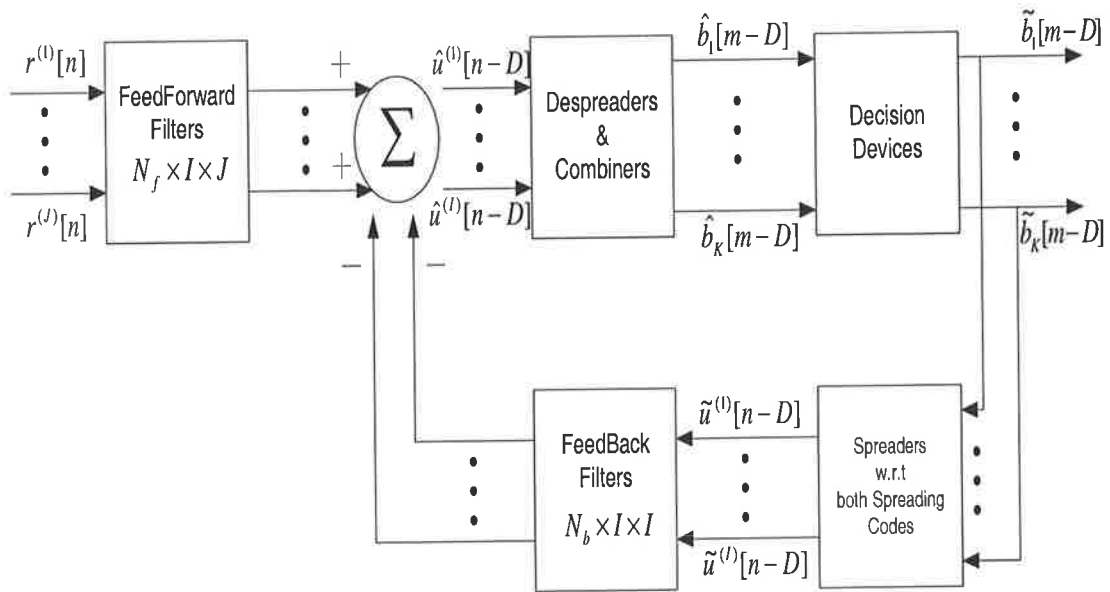 r^(1)[n]
FeedForward
Filters
N_f × I × J
r^(J)[n]
+
+
Σ
−
−
û^(1)[n−D]
û^(I)[n−D]
Despreaders
&
Combiners
b̂_1[m−D]
b̂_K[m−D]
Decision
Devices
b̃_1[m−D]
b̃_K[m−D]
FeedBack
Filters
N_b × I × I
ũ^(1)[n−D]
ũ^(I)[n−D]
Spreaders
w.r.t
both Spreading
Codes